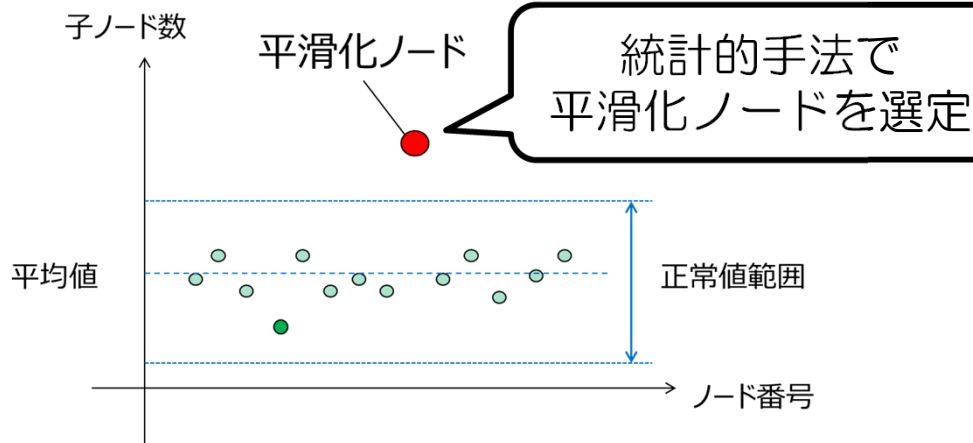 子ノード数
平滑化ノード
統計的手法で
平滑化ノードを選定
平均値
正常値範囲
ノード番号